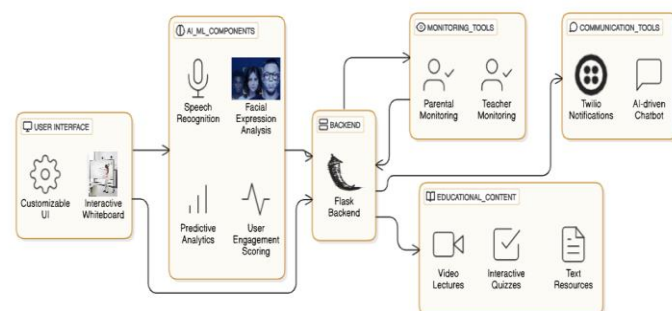 USER INTERFACE
Customizable
UI
Interactive
Whiteboard
AI_ML_COMPONENTS
Speech
Recognition
Facial
Expression
Analysis
Predictive
Analytics
User
Engagement
Scoring
BACKEND
Flask
Backend
MONITORING_TOOLS
Parental
Monitoring
Teacher
Monitoring
COMMUNICATION_TOOLS
Twilio
Notifications
AI-driven
Chatbot
EDUCATIONAL_CONTENT
Video
Lectures
Interactive
Quizzes
Text
Resources